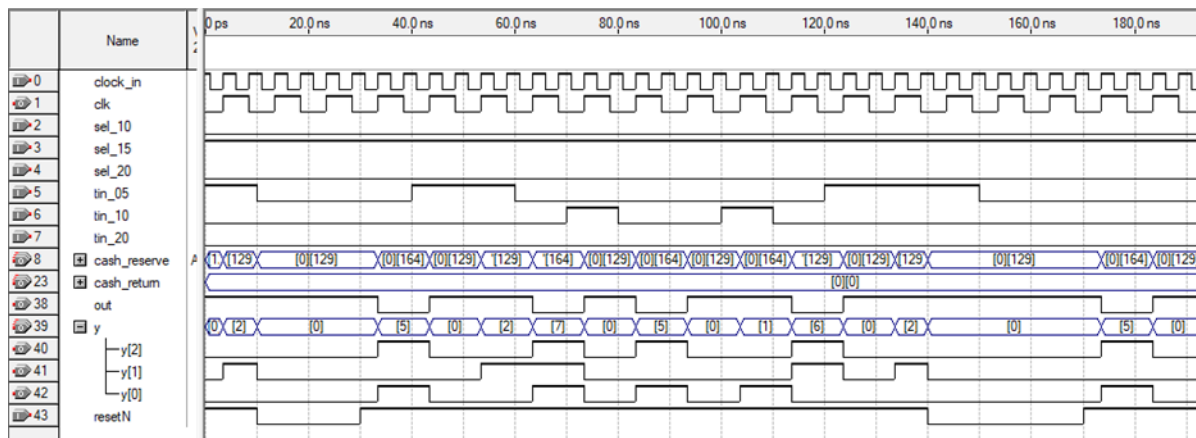 Name
0 ps 20.0 ns 40.0 ns 60.0 ns 80.0 ns 100.0 ns 120.0 ns 140.0 ns 160.0 ns 180.0 ns
0 clock_in
1 clk
2 sel_10
3 sel_15
4 sel_20
5 tin_05
6 tin_10
7 tin_20
8 cash_reserve A [1 [129] [0][129] [0][164] [0][129] [129] [164] [0][129] [0][164] [0][129] [0][164] [129] [0][129] [129] [0][129] [0][164] [0][129
23 cash_return [0][0]
38 out
39 y [0 [2] [0] [5] [0] [2] [7] [0] [5] [0] [1] [6] [0] [2] [0] [5] [0]
40 y[2]
41 y[1]
42 y[0]
43 resetN